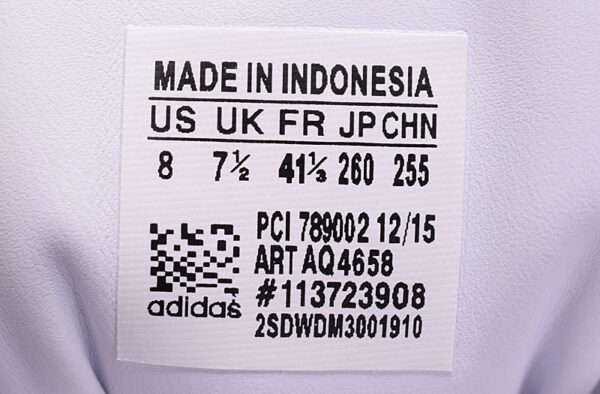 MADE IN INDONESIA
US UK FR JP CHN
8 7½ 41⅓ 260 255
PCI 789002 12/15
ART AQ4658
#113723908
adidas
2SDWDM3001910